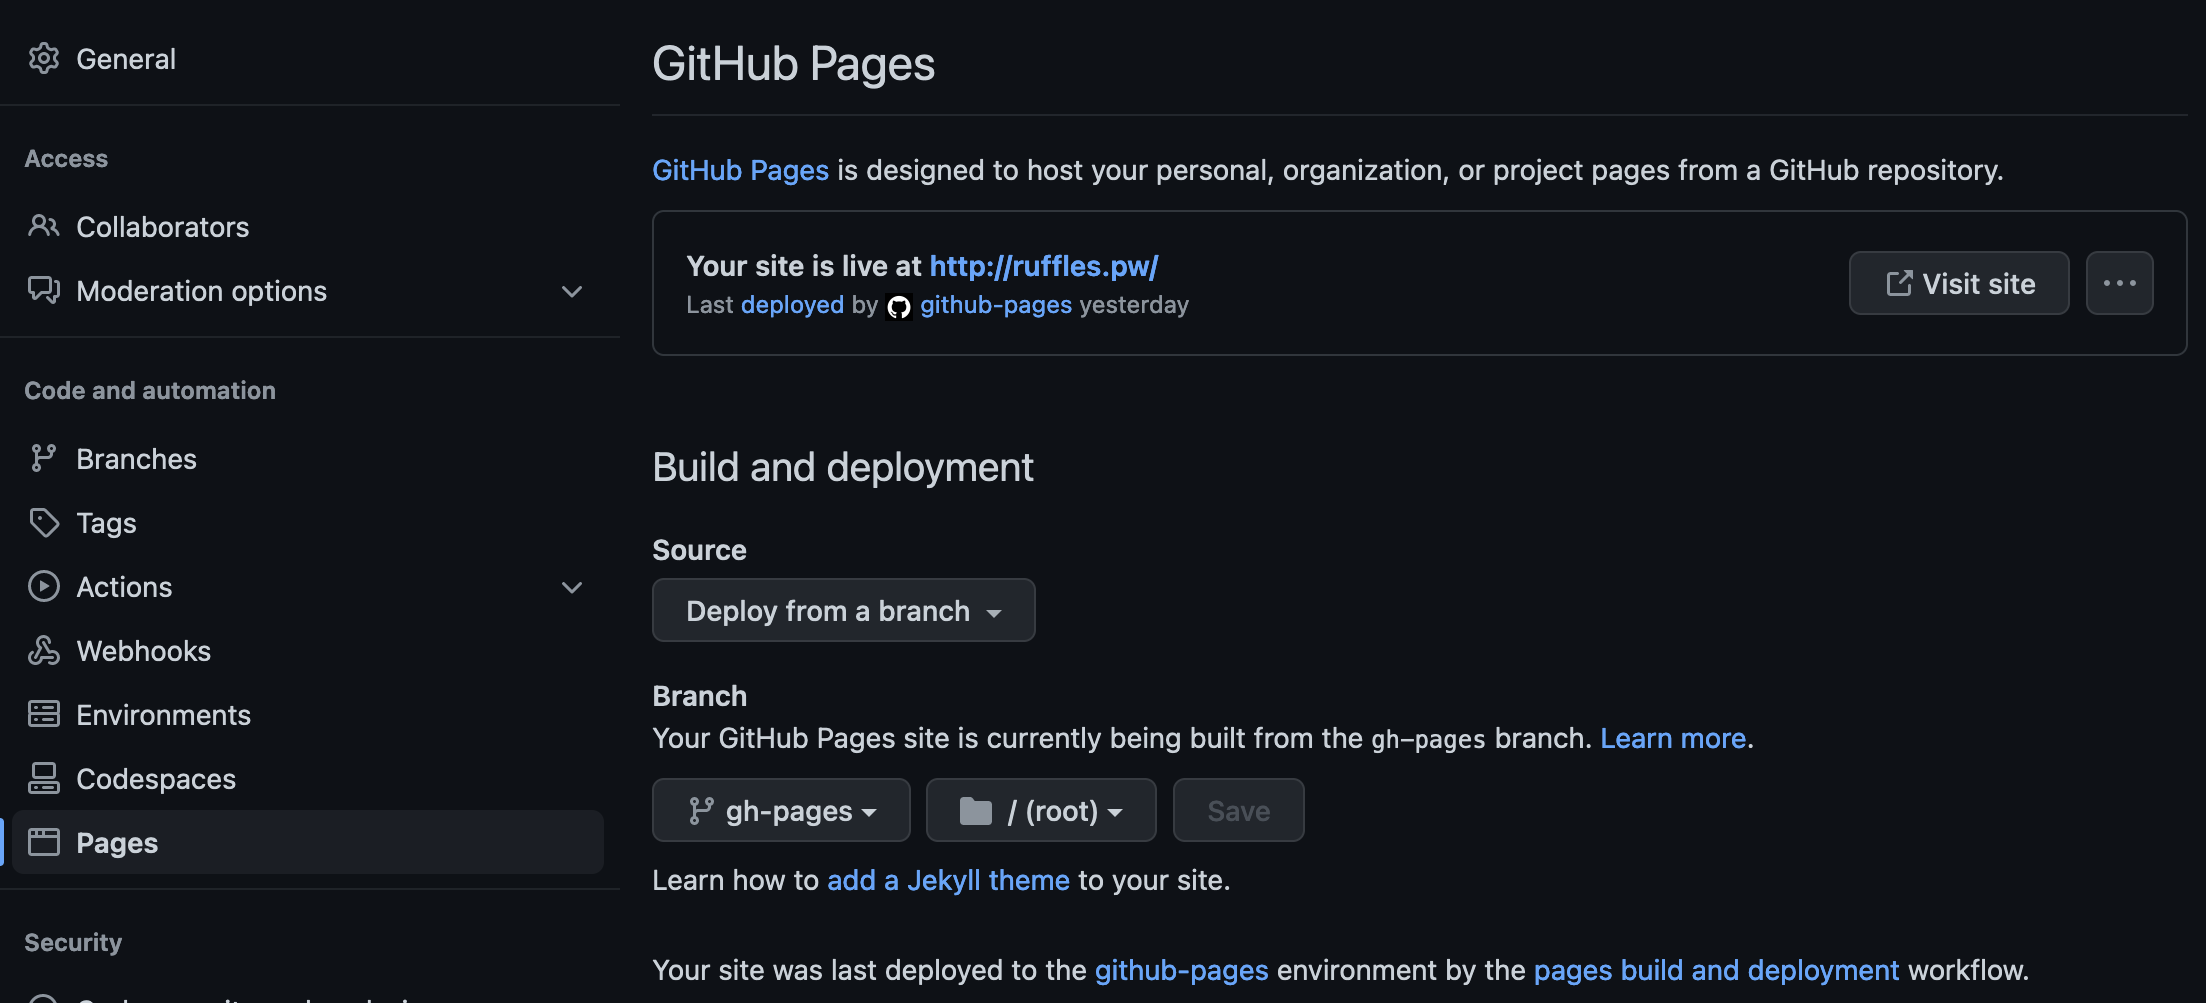 General
Access
Collaborators
Moderation options
Code and automation
Branches
Tags
Actions
Webhooks
Environments
Codespaces
Pages
Security
GitHub Pages
GitHub Pages is designed to host your personal, organization, or project pages from a GitHub repository.
Your site is live at http://ruffles.pw/
Last deployed by github-pages yesterday
Visit site
Build and deployment
Source
Deploy from a branch
Branch
Your GitHub Pages site is currently being built from the gh-pages branch. Learn more.
gh-pages / (root) Save
Learn how to add a Jekyll theme to your site.
Your site was last deployed to the github-pages environment by the pages build and deployment workflow.